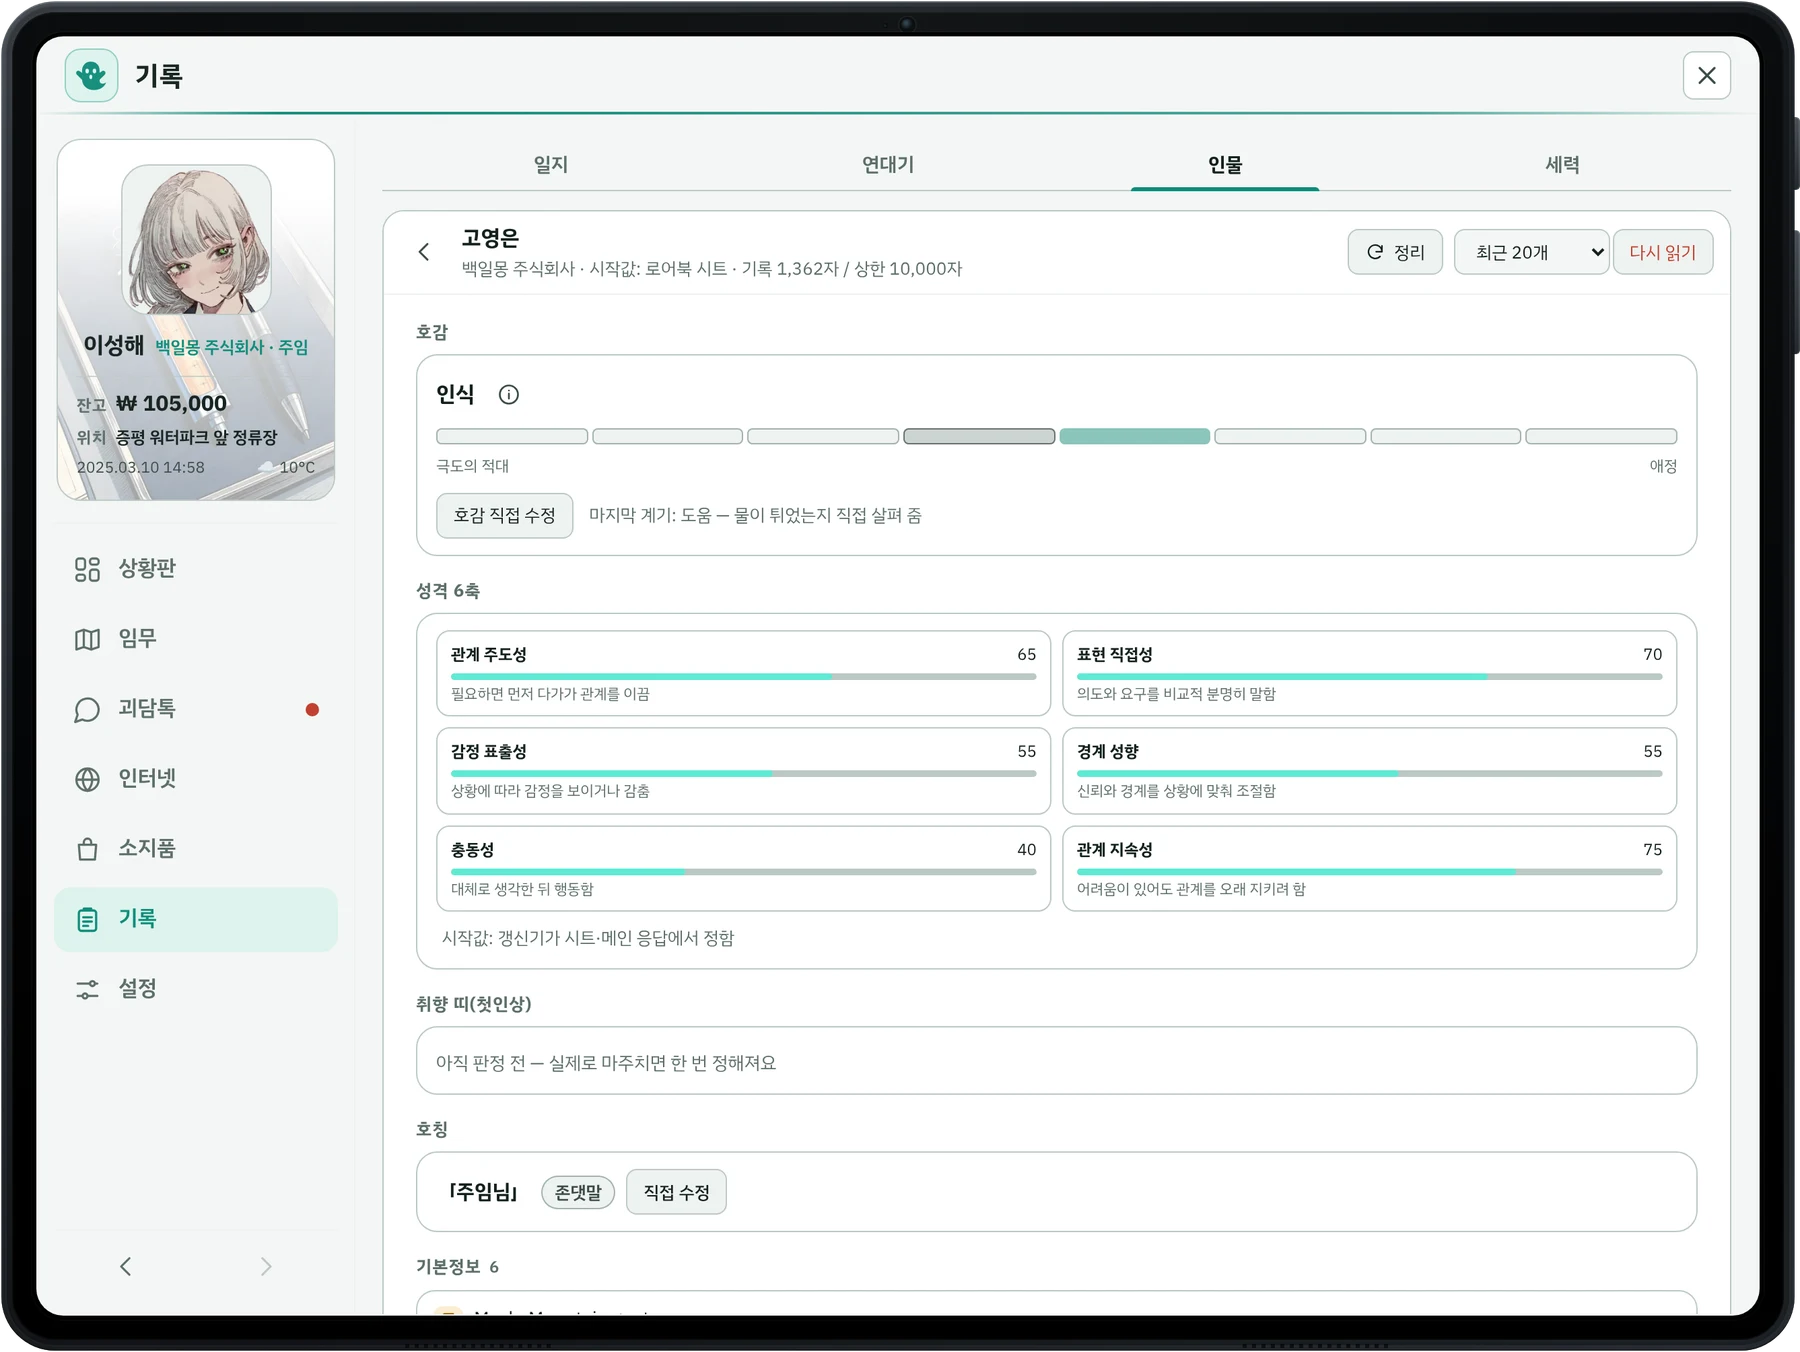 기록
이성해 백일몽 주식회사 · 주임
잔고 ₩ 105,000
위치 증평 워터파크 앞 정류장
2025.03.10 14:58 10°C
상황판
임무
괴담톡
인터넷
소지품
기록
설정
일지 연대기 인물 세력
고영은
백일몽 주식회사 · 시작값: 로어북 시트 · 기록 1,362자 / 상한 10,000자
정리 최근 20개 다시 읽기
호감
인식
극도의 적대 애정
호감 직접 수정 마지막 계기: 도움 — 물이 튀었는지 직접 살펴 줌
성격 6축
관계 주도성 65
필요하면 먼저 다가가 관계를 이끔
표현 직접성 70
의도와 요구를 비교적 분명히 말함
감정 표출성 55
상황에 따라 감정을 보이거나 감춤
경계 성향 55
신뢰와 경계를 상황에 맞춰 조절함
충동성 40
대체로 생각한 뒤 행동함
관계 지속성 75
어려움이 있어도 관계를 오래 지키려 함
시작값: 갱신기가 시트·메인 응답에서 정함
취향 띠(첫인상)
아직 판정 전 — 실제로 마주치면 한 번 정해져요
호칭
「주임님」 존댓말 직접 수정
기본정보 6